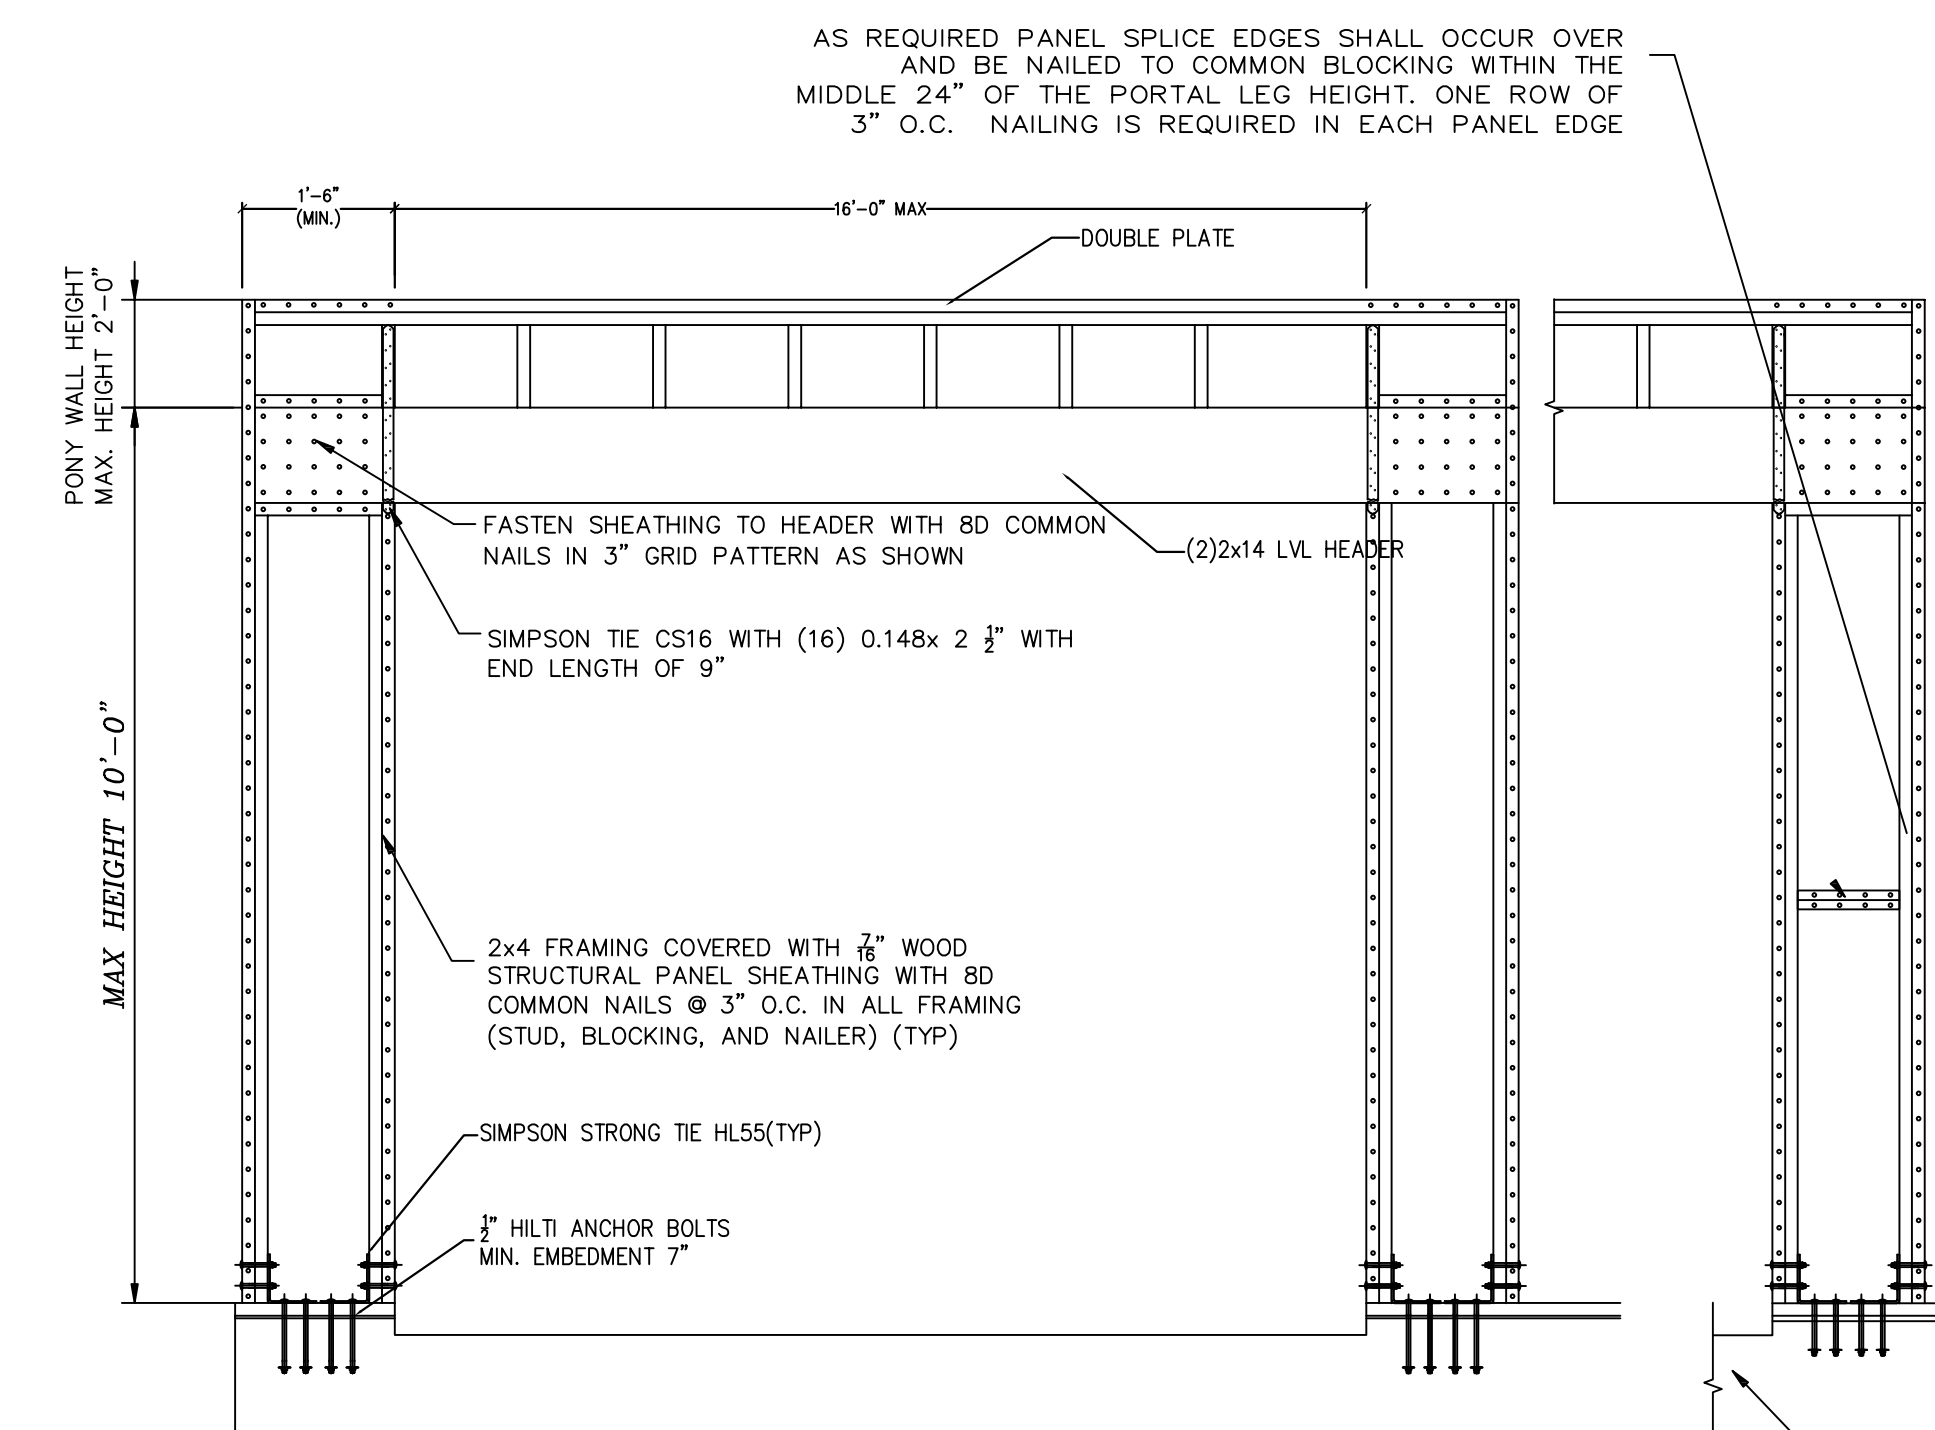 AS REQUIRED PANEL SPLICE EDGES SHALL OCCUR OVER
AND BE NAILED TO COMMON BLOCKING WITHIN THE
MIDDLE 24" OF THE PORTAL LEG HEIGHT. ONE ROW OF
3" O.C. NAILING IS REQUIRED IN EACH PANEL EDGE
1'-6"
(MIN.)
16'-0" MAX
DOUBLE PLATE
PONY WALL HEIGHT
MAX. HEIGHT 2'-0"
FASTEN SHEATHING TO HEADER WITH 8D COMMON
NAILS IN 3" GRID PATTERN AS SHOWN
(2)2x14 LVL HEADER
SIMPSON TIE CS16 WITH (16) 0.148x 2 1/2" WITH
END LENGTH OF 9"
MAX HEIGHT 10'-0"
2x4 FRAMING COVERED WITH 7/16" WOOD
STRUCTURAL PANEL SHEATHING WITH 8D
COMMON NAILS @ 3" O.C. IN ALL FRAMING
(STUD, BLOCKING, AND NAILER) (TYP)
SIMPSON STRONG TIE HL55(TYP)
1/2" HILTI ANCHOR BOLTS
MIN. EMBEDMENT 7"